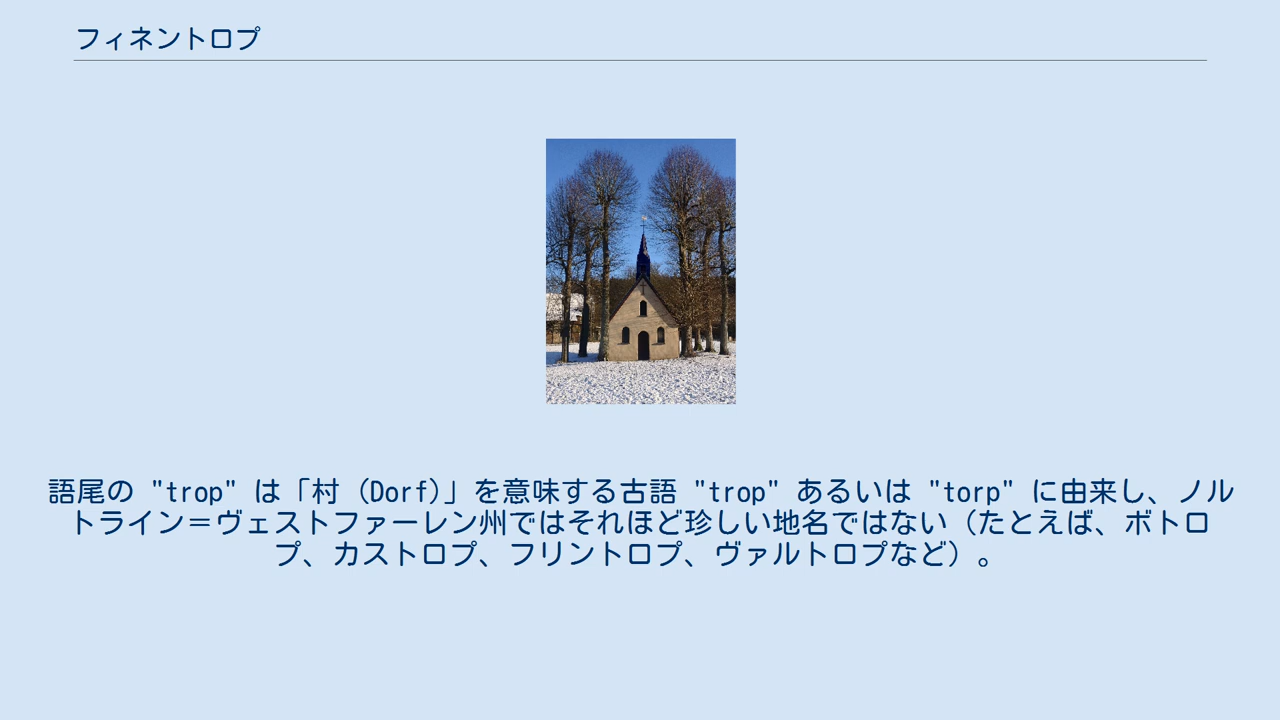 フィネントロプ
語尾の "trop" は「村（Dorf)」を意味する古語 "trop" あるいは "torp" に由来し、ノル
トライン＝ヴェストファーレン州ではそれほど珍しい地名ではない（たとえば、ボトロ
プ、カストロプ、フリントロプ、ヴァルトロプなど）。